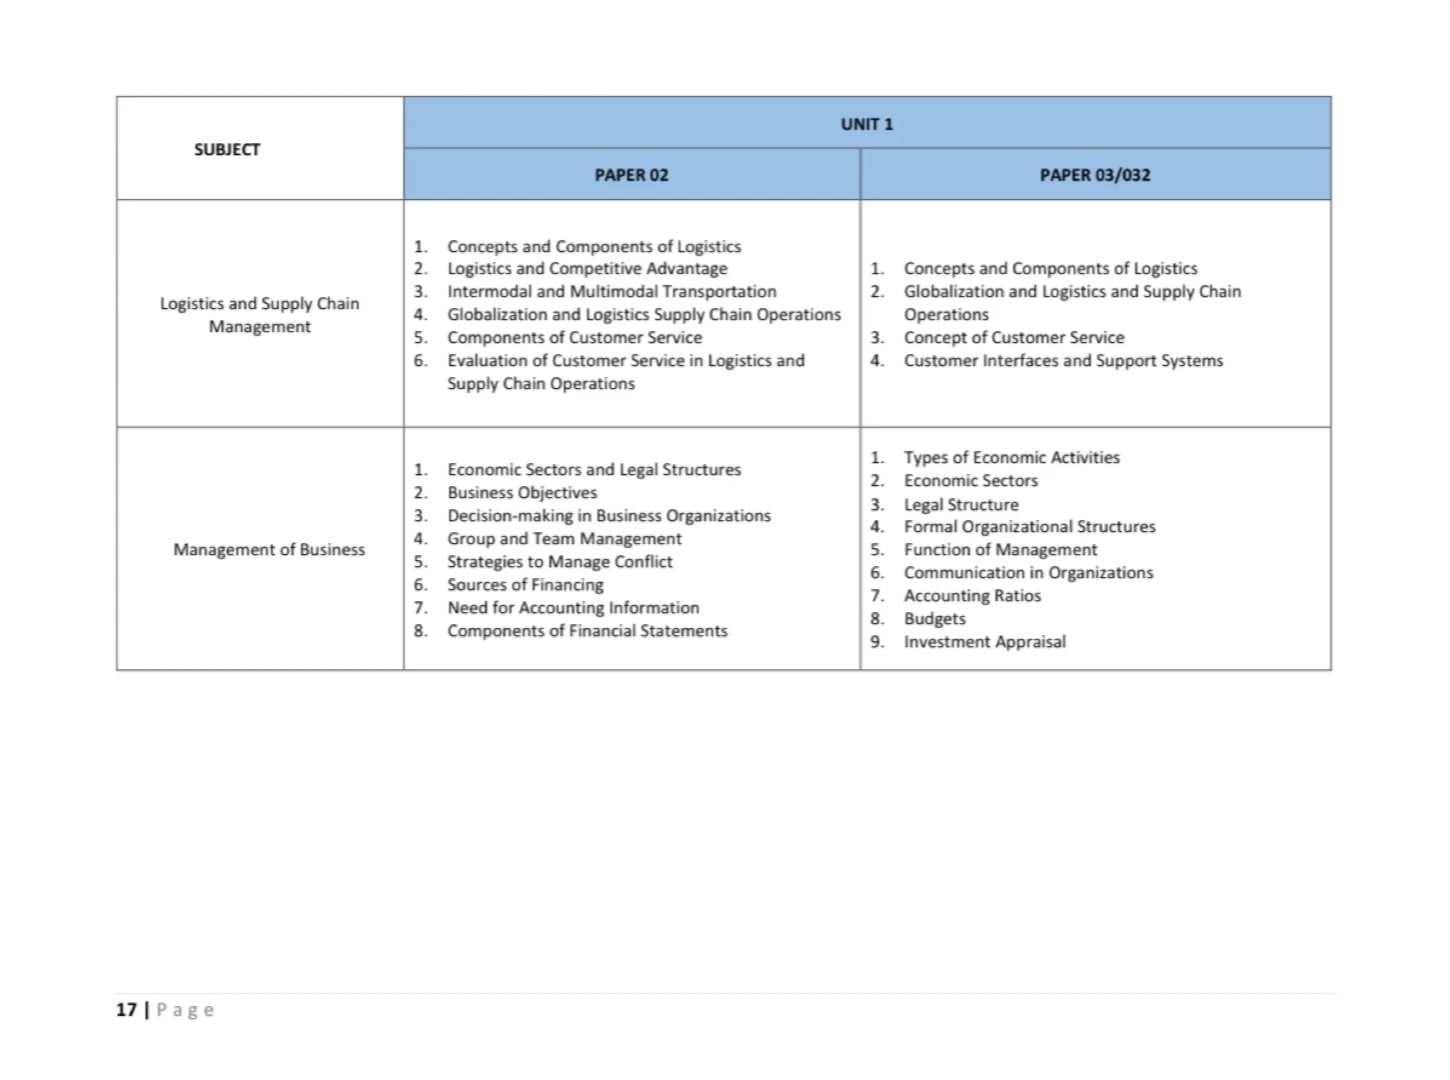 SUBJECT
UNIT 1
PAPER 02
PAPER 03/032
Logistics and Supply Chain
Management
1. Concepts and Components of Logistics
2. Logistics and Competitive Advantage
3. Intermodal and Multimodal Transportation
4. Globalization and Logistics Supply Chain Operations
5. Components of Customer Service
6. Evaluation of Customer Service in Logistics and
Supply Chain Operations
1. Concepts and Components of Logistics
2. Globalization and Logistics and Supply Chain
Operations
3. Concept of Customer Service
4. Customer Interfaces and Support Systems
Management of Business
1. Economic Sectors and Legal Structures
2. Business Objectives
3. Decision-making in Business Organizations
4. Group and Team Management
5. Strategies to Manage Conflict
6. Sources of Financing
7. Need for Accounting Information
8. Components of Financial Statements
1. Types of Economic Activities
2. Economic Sectors
3. Legal Structure
4. Formal Organizational Structures
5. Function of Management
6. Communication in Organizations
7. Accounting Ratios
8. Budgets
9. Investment Appraisal
17 | Page